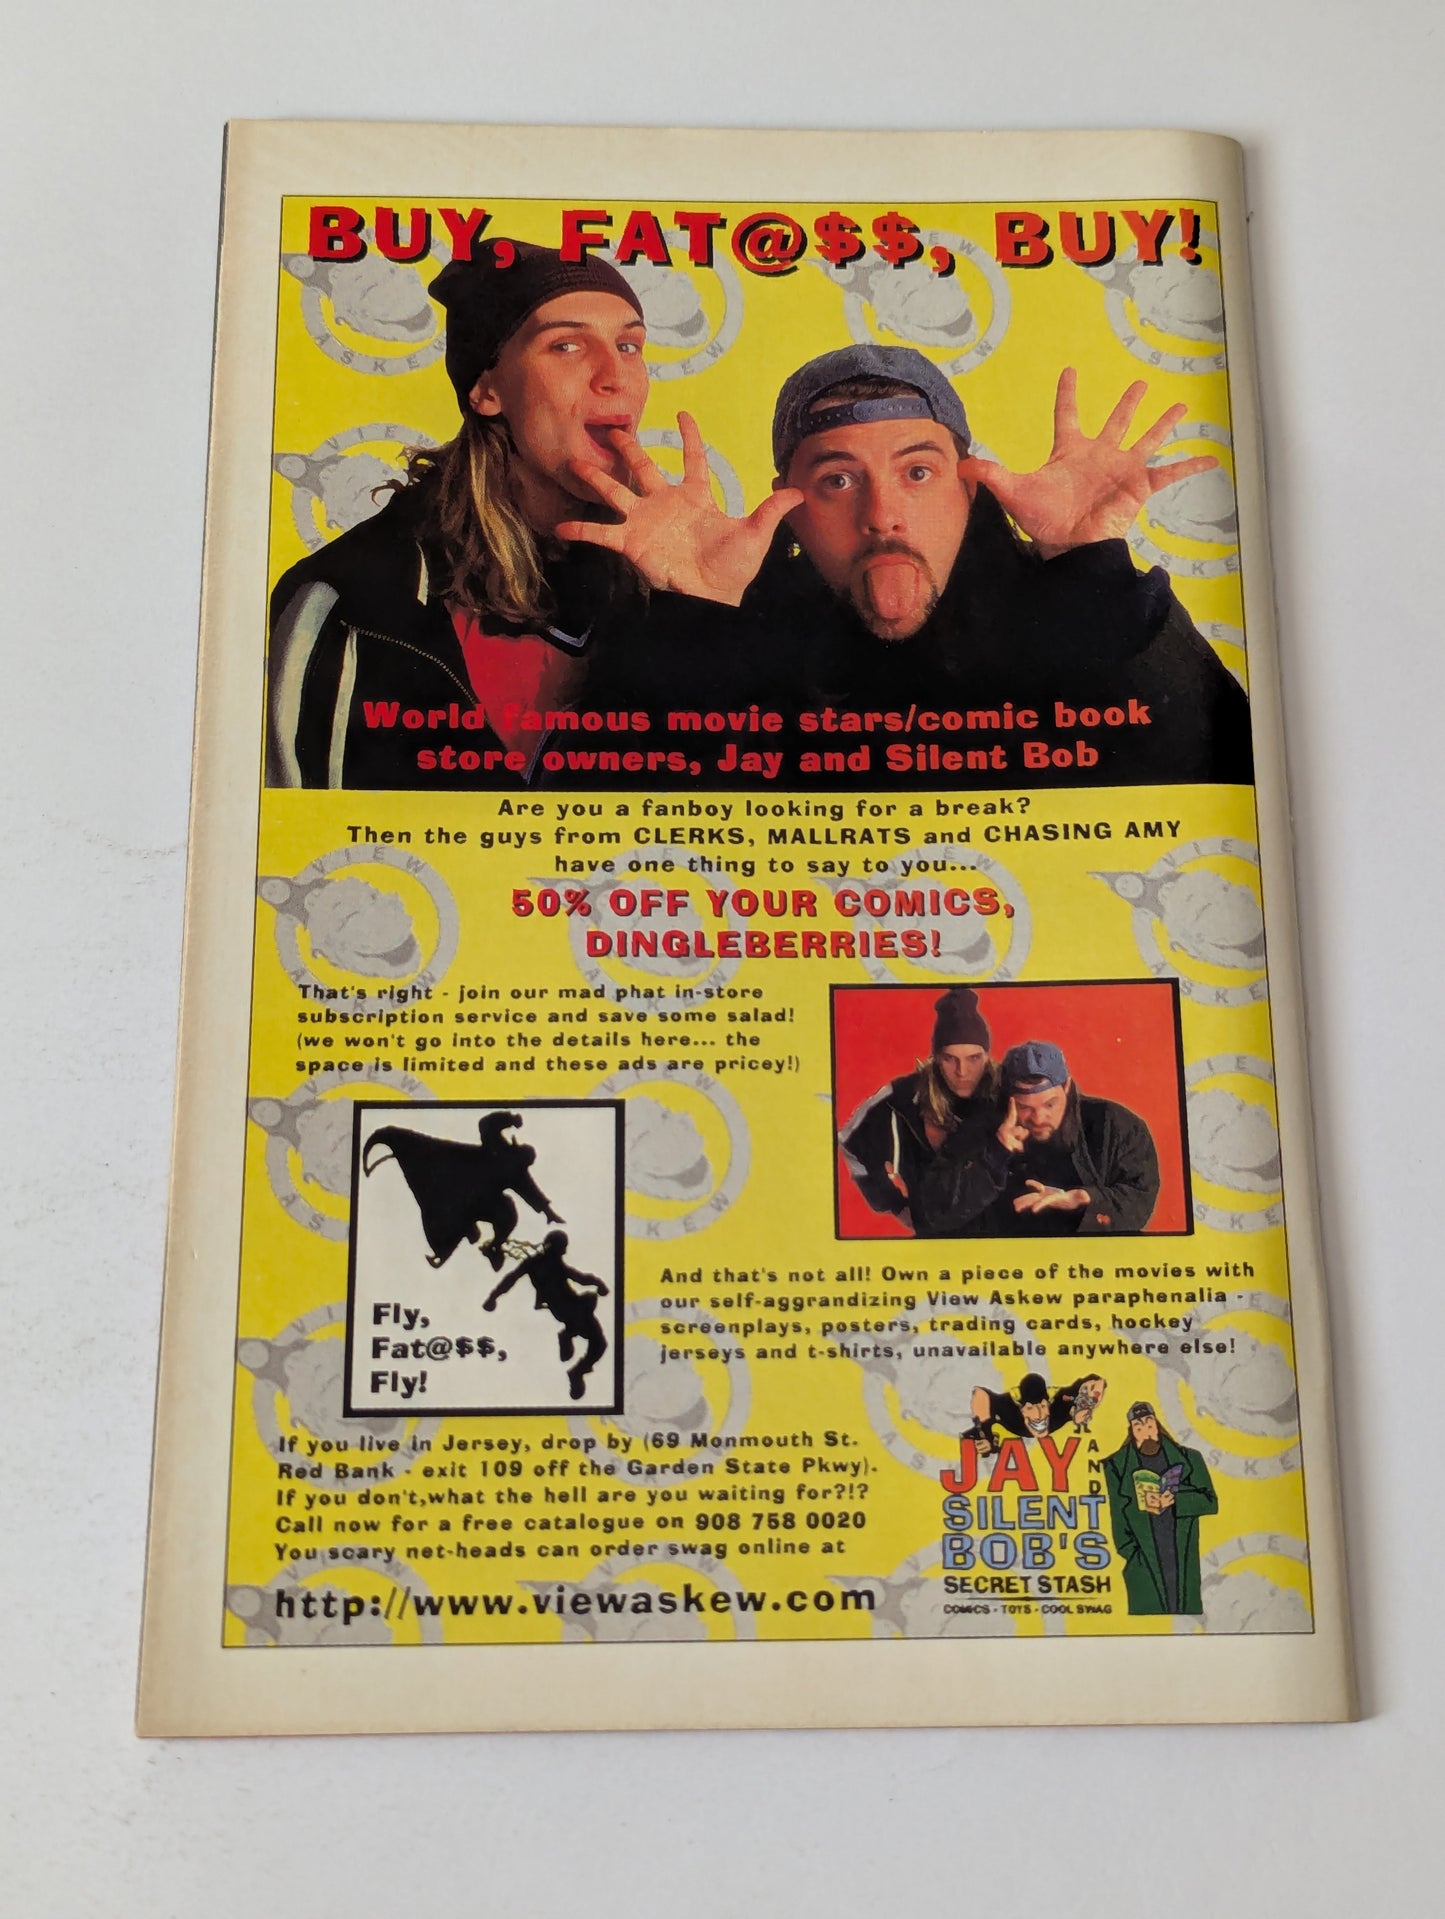 BUY, FAT@$$, BUY!
World famous movie stars/comic book
store owners, Jay and Silent Bob
Are you a fanboy looking for a break?
Then the guys from CLERKS, MALLRATS and CHASING AMY
have one thing to say to you...
50% OFF YOUR COMICS,
DINGLEBERRIES!
That's right - join our mad phat in-store
subscription service and save some salad!
(we won't go into the details here... the
space is limited and these ads are pricey!)
Fly,
Fat@$$,
Fly!
And that's not all! Own a piece of the movies with
our self-aggrandizing View Askew paraphenalia -
screenplays, posters, trading cards, hockey
jerseys and t-shirts, unavailable anywhere else!
If you live in Jersey, drop by (69 Monmouth St.
Red Bank - exit 109 off the Garden State Pkwy).
If you don't,what the hell are you waiting for?!?
Call now for a free catalogue on 908 758 0020
You scary net-heads can order swag online at
http://www.viewaskew.com
JAY AND
SILENT
BOB'S
SECRET STASH
COMICS - TOYS - COOL SWAG
VIEW ASKEW